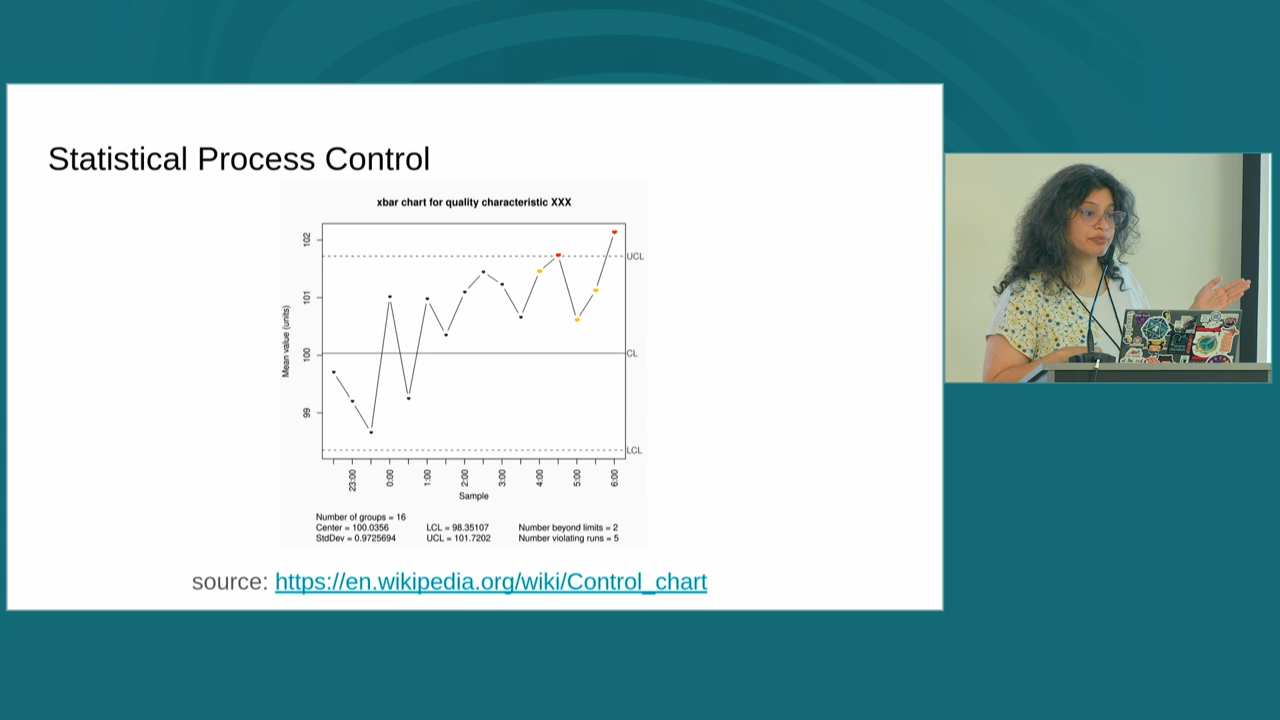 Statistical Process Control
xbar chart for quality characteristic XXX
102
101
100
99
Mean value (units)
UCL
CL
LCL
23:00
0:00
1:00
2:00
3:00
4:00
5:00
6:00
Sample
Number of groups = 16
Center = 100.0356
StdDev = 0.9725694
LCL = 98.35107
UCL = 101.7202
Number beyond limits = 2
Number violating runs = 5
source: https://en.wikipedia.org/wiki/Control_chart